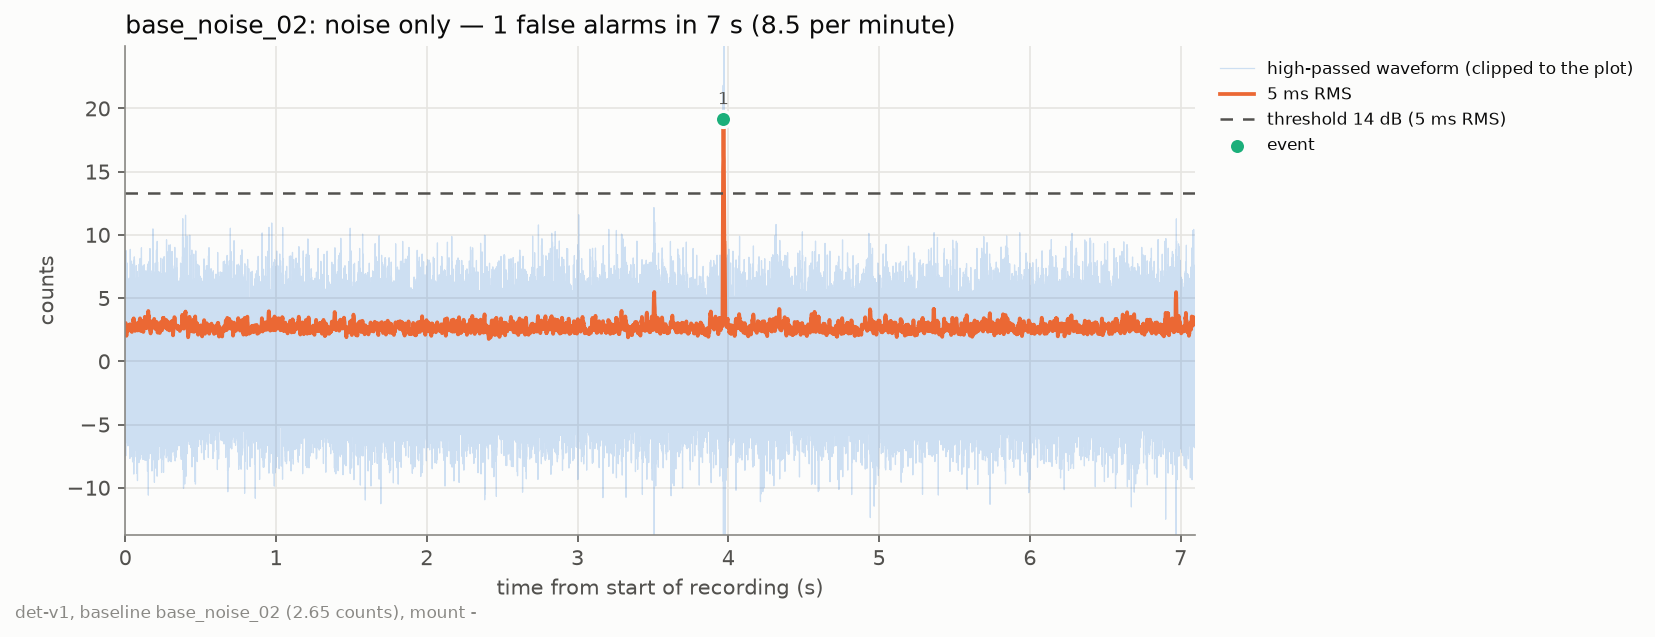 base_noise_02: noise only — 1 false alarms in 7 s (8.5 per minute)
high-passed waveform (clipped to the plot)
5 ms RMS
threshold 14 dB (5 ms RMS)
event
1
20
15
10
5
0
−5
−10
counts
0 1 2 3 4 5 6 7
time from start of recording (s)
det-v1, baseline base_noise_02 (2.65 counts), mount -